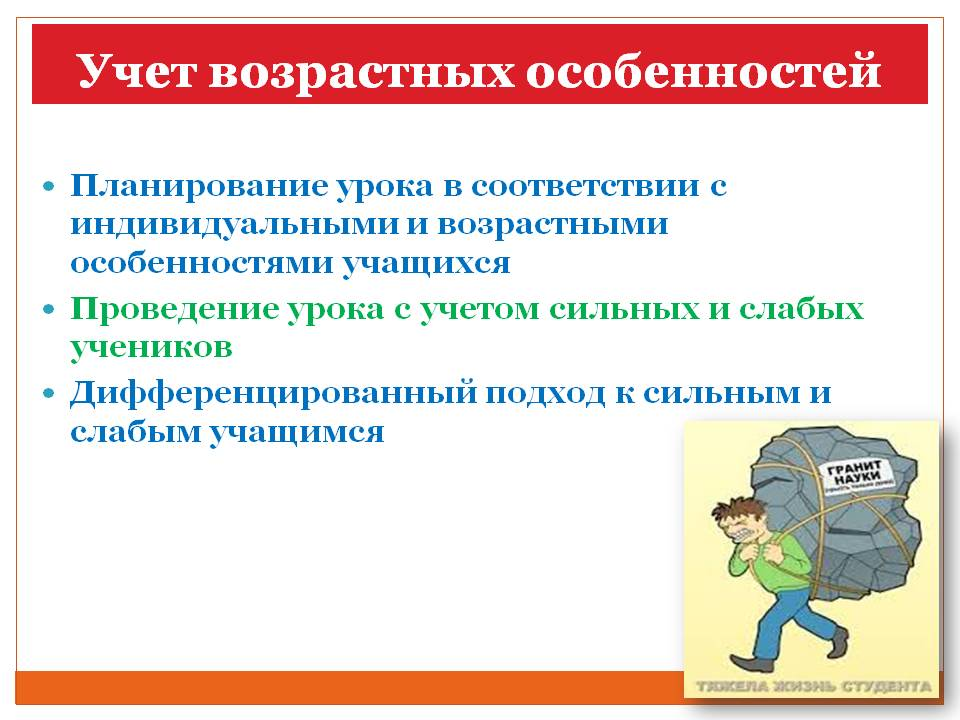 Учет возрастных особенностей
Планирование урока в соответствии с
индивидуальными и возрастными
особенностями учащихся
Проведение урока с учетом сильных и слабых
учеников
Дифференцированный подход к сильным и
слабым учащимся
ГРАНИТ
НАУКИ
ТЯЖЕЛА ЖИЗНЬ СТУДЕНТА